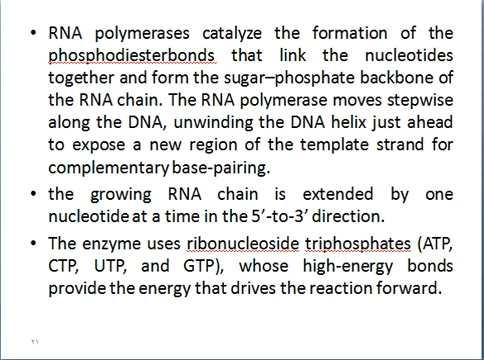 • RNA polymerases catalyze the formation of the
phosphodiesterbonds that link the nucleotides
together and form the sugar–phosphate backbone of
the RNA chain. The RNA polymerase moves stepwise
along the DNA, unwinding the DNA helix just ahead
to expose a new region of the template strand for
complementary base-pairing.
• the growing RNA chain is extended by one
nucleotide at a time in the 5′-to-3′ direction.
• The enzyme uses ribonucleoside triphosphates (ATP,
CTP, UTP, and GTP), whose high-energy bonds
provide the energy that drives the reaction forward.
٢١